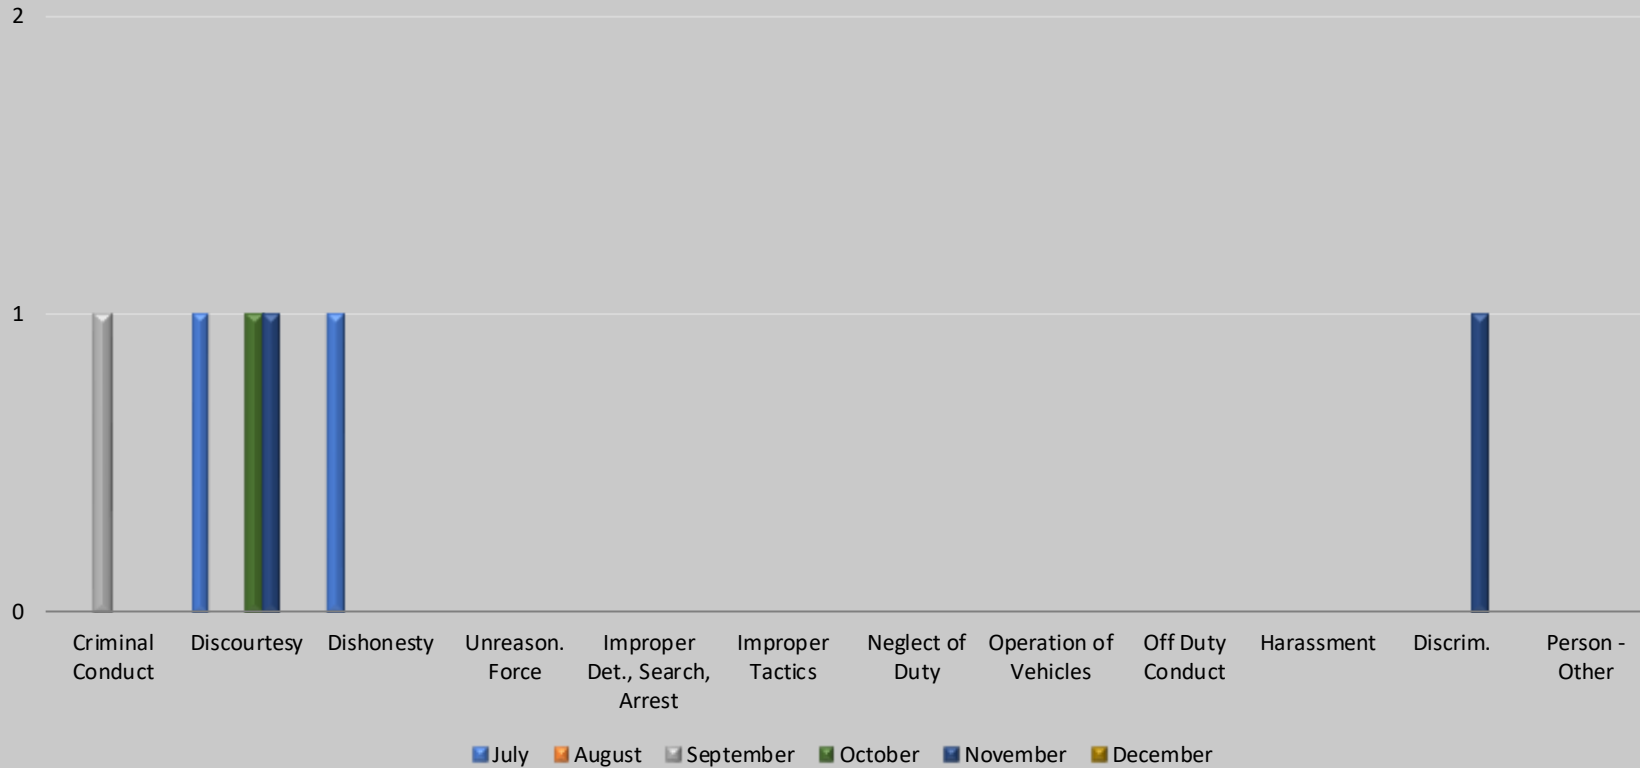 2
1
0
Criminal
Conduct
Discourtesy
Dishonesty
Unreason.
Force
Improper
Det., Search,
Arrest
Improper
Tactics
Neglect of
Duty
Operation of
Vehicles
Off Duty
Conduct
Harassment
Discrim.
Person -
Other
July August September October November December